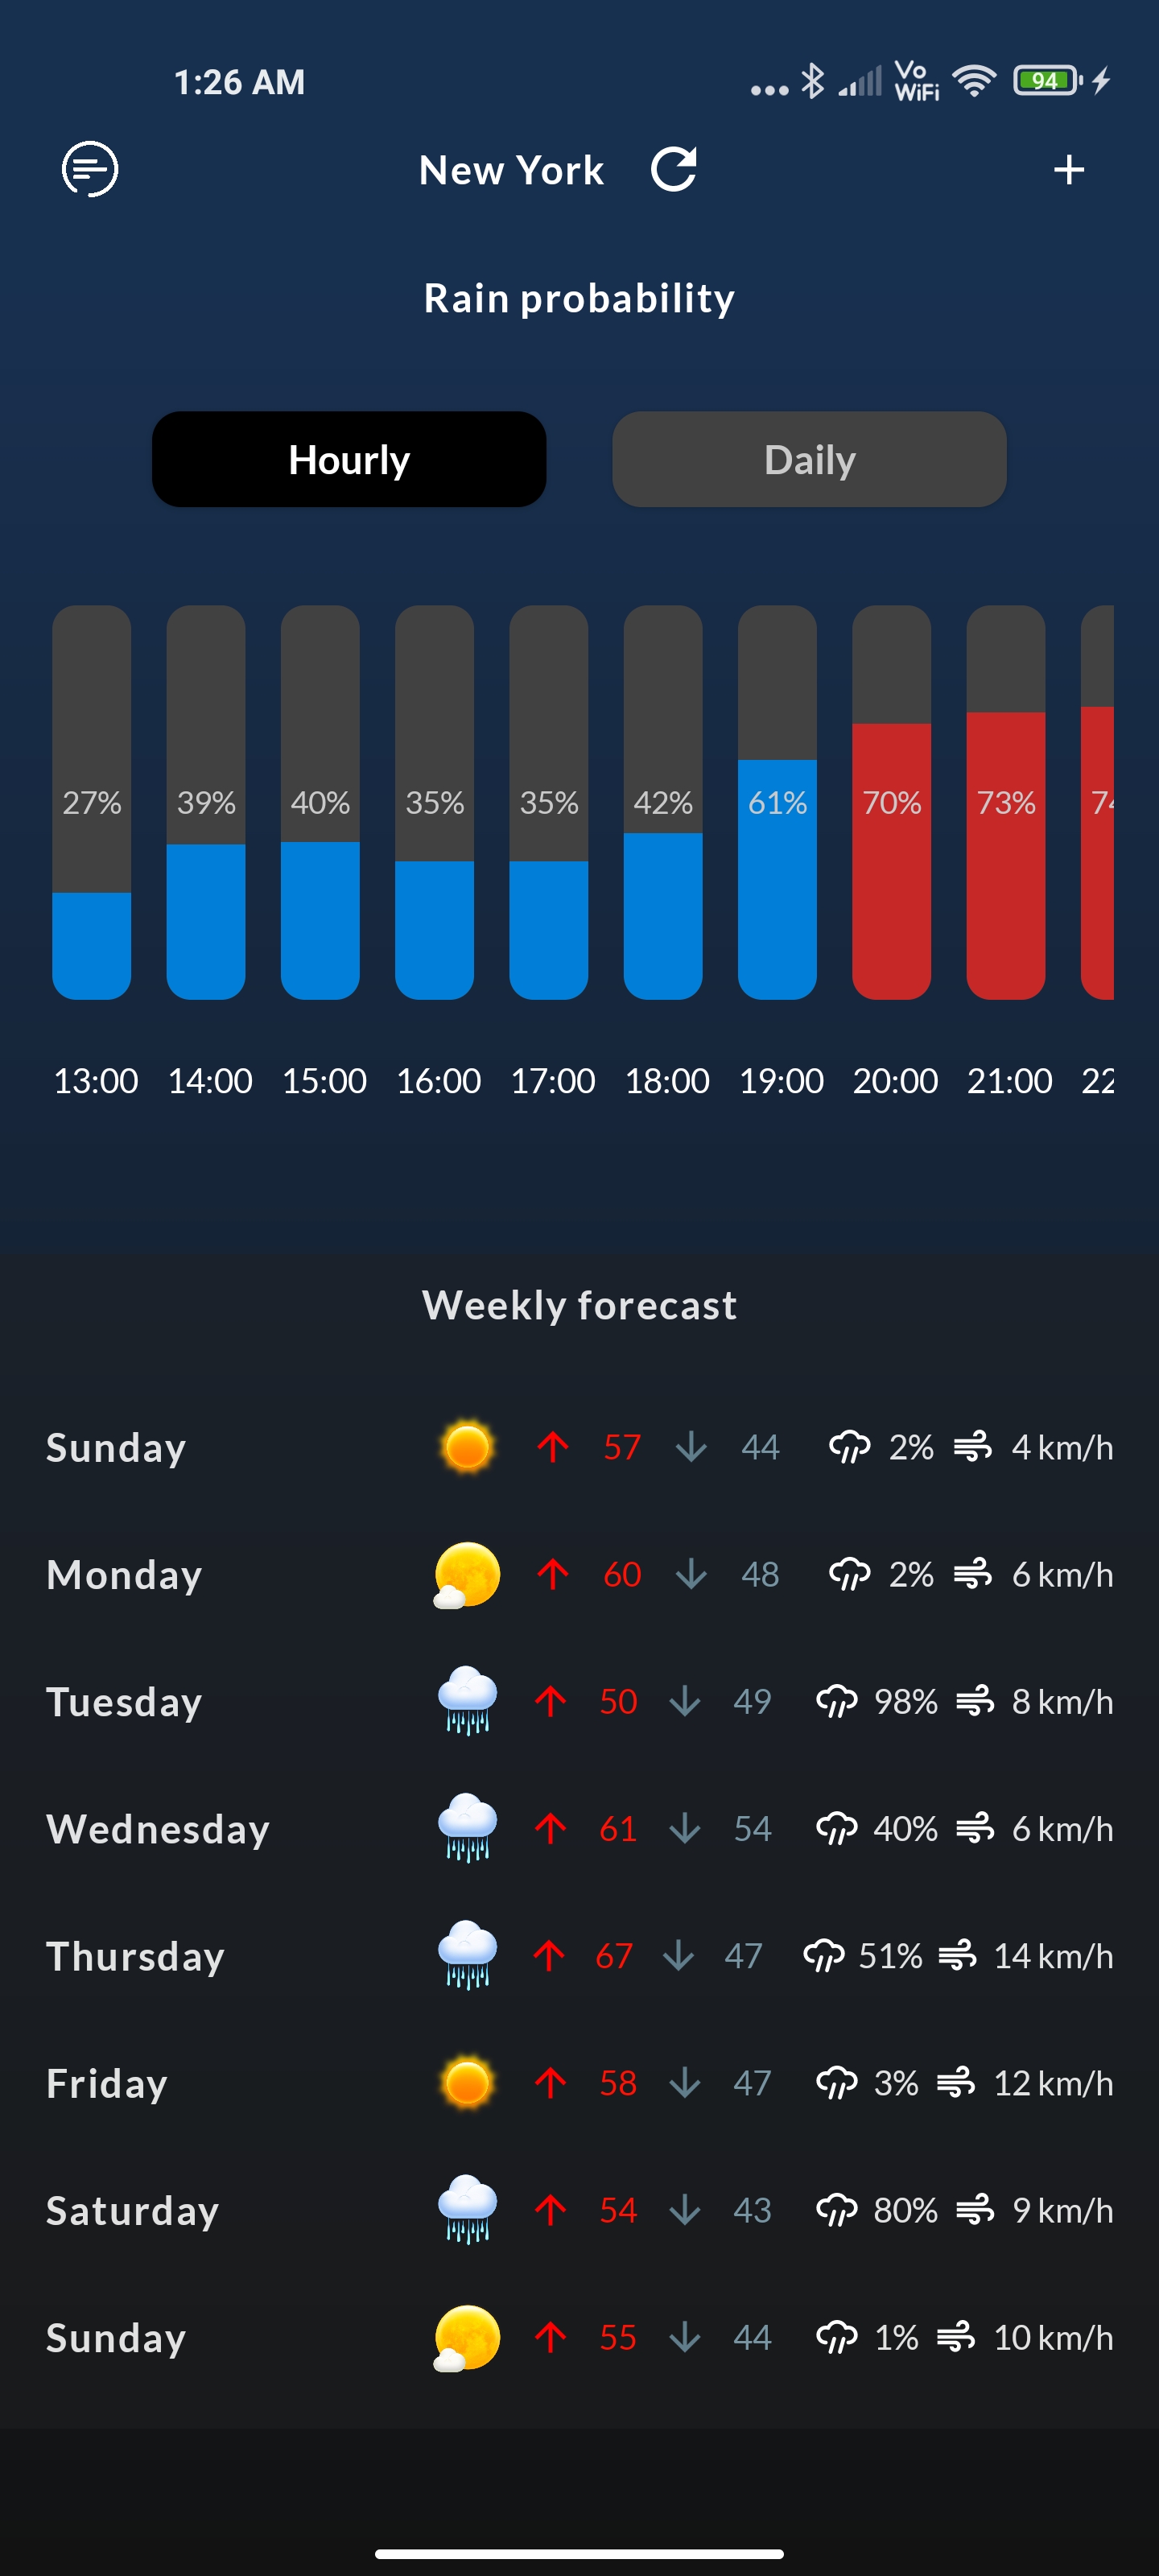 1:26 AM
Vo WiFi 94
New York
Rain probability
Hourly Daily
27% 39% 40% 35% 35% 42% 61% 70% 73%
13:00 14:00 15:00 16:00 17:00 18:00 19:00 20:00 21:00
Weekly forecast
Sunday 57 44 2% 4 km/h
Monday 60 48 2% 6 km/h
Tuesday 50 49 98% 8 km/h
Wednesday 61 54 40% 6 km/h
Thursday 67 47 51% 14 km/h
Friday 58 47 3% 12 km/h
Saturday 54 43 80% 9 km/h
Sunday 55 44 1% 10 km/h